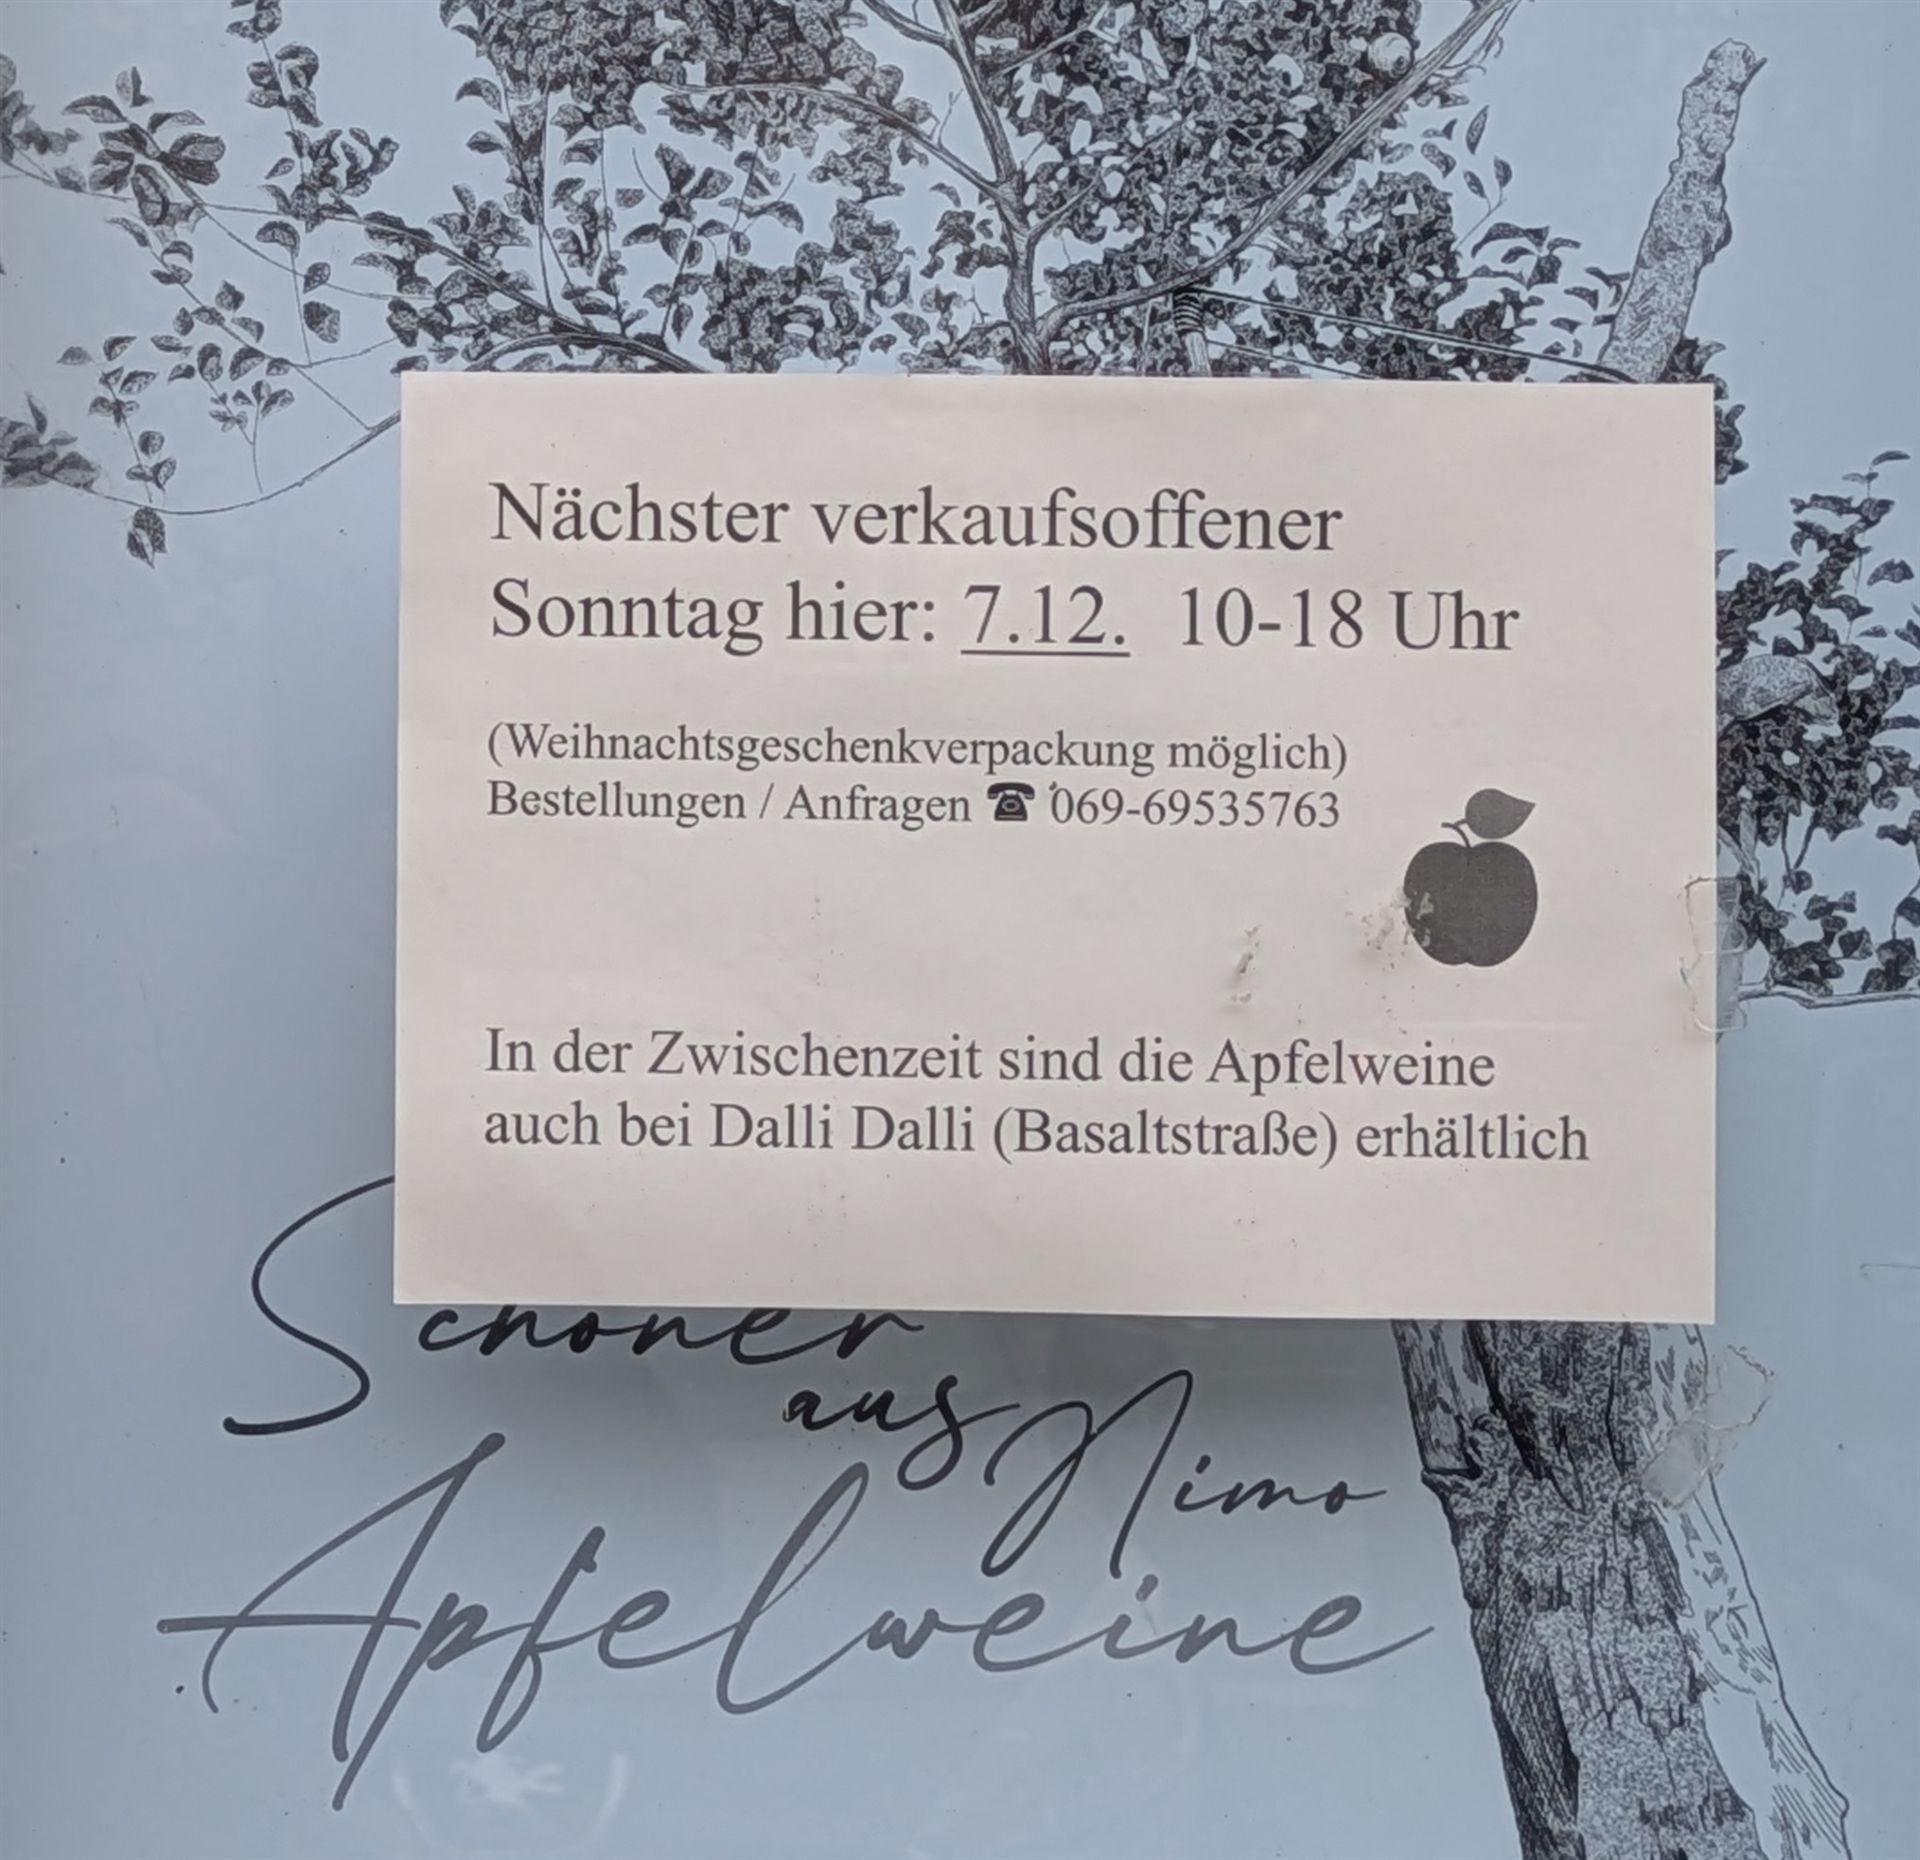 Nächster verkaufsoffener
Sonntag hier: 7.12. 10-18 Uhr
(Weihnachtsgeschenkverpackung möglich)
Bestellungen / Anfragen ☎ 069-69535763
In der Zwischenzeit sind die Apfelweine
auch bei Dalli Dalli (Basaltstraße) erhältlich
Schoner
aus Nimo
Apfelweine